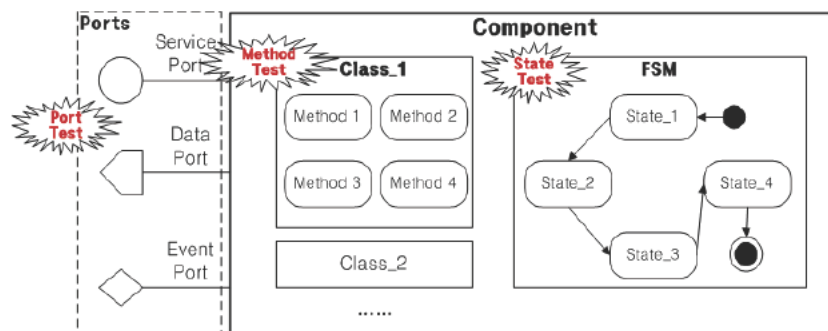 Ports
Component
Service
Port
Method
Test
Class_1
State
Test
FSM
Port
Test
Method 1
Method 2
State_1
Data
Port
Method 3
Method 4
State_2
State_4
Event
Port
Class_2
State_3
......